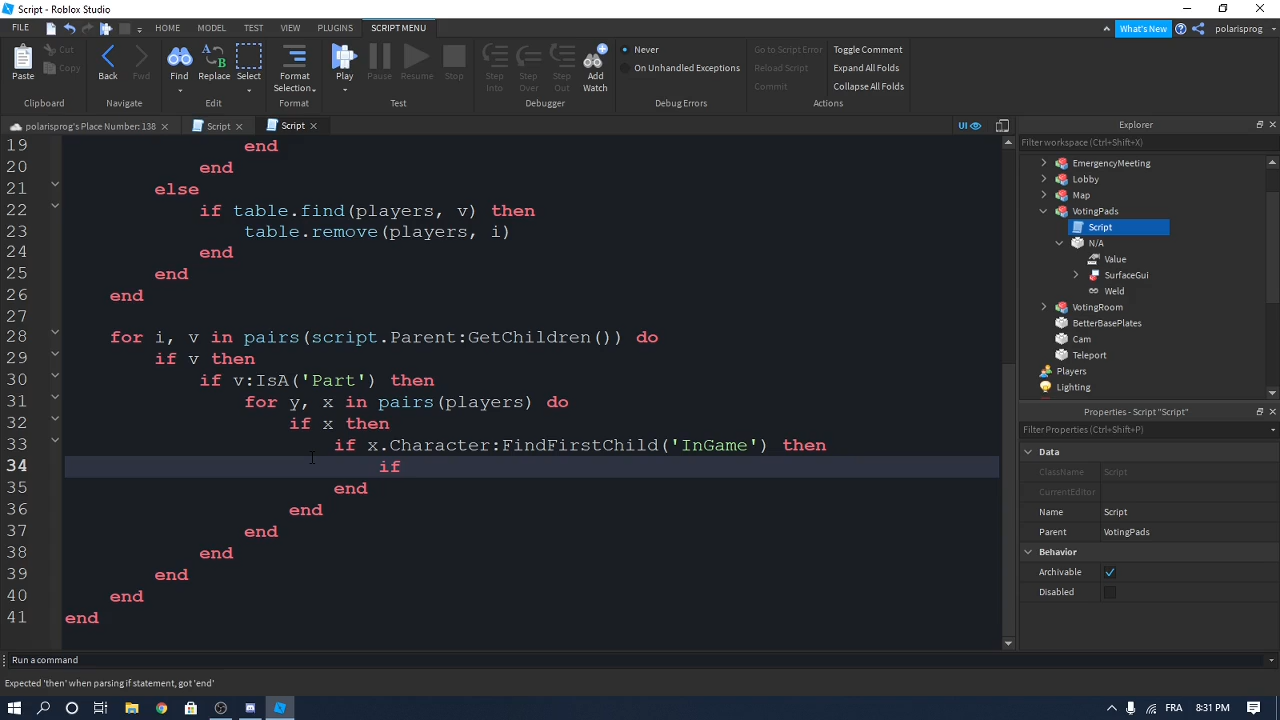 Script - Roblox Studio
FILE HOME MODEL TEST VIEW PLUGINS SCRIPT MENU What's New polarisprog
Paste Cut Copy Back Fwd Find Replace Select Format Selection Play Pause Resume Stop Step Into Step Over Step Out Add Watch Never On Unhandled Exceptions Go to Script Error Reload Script Commit Toggle Comment Expand All Folds Collapse All Folds
Clipboard Navigate Edit Format Test Debugger Debug Errors Actions
polarisprog's Place Number: 138 Script Script UI
19 end
20 end
21 else
22 if table.find(players, v) then
23 table.remove(players, i)
24 end
25 end
26 end
27
28 for i, v in pairs(script.Parent:GetChildren()) do
29 if v then
30 if v:IsA('Part') then
31 for y, x in pairs(players) do
32 if x then
33 if x.Character:FindFirstChild('InGame') then
34 if
35 end
36 end
37 end
38 end
39 end
40 end
41 end
Explorer
Filter workspace (Ctrl+Shift+X)
EmergencyMeeting
Lobby
Map
VotingPads
Script
N/A
Value
SurfaceGui
Weld
VotingRoom
BetterBasePlates
Cam
Teleport
Players
Lighting
Properties - Script "Script"
Filter Properties (Ctrl+Shift+P)
Data
ClassName Script
CurrentEditor
Name Script
Parent VotingPads
Behavior
Archivable
Disabled
Run a command
Expected 'then' when parsing if statement, got 'end'
ENG 8:31 PM